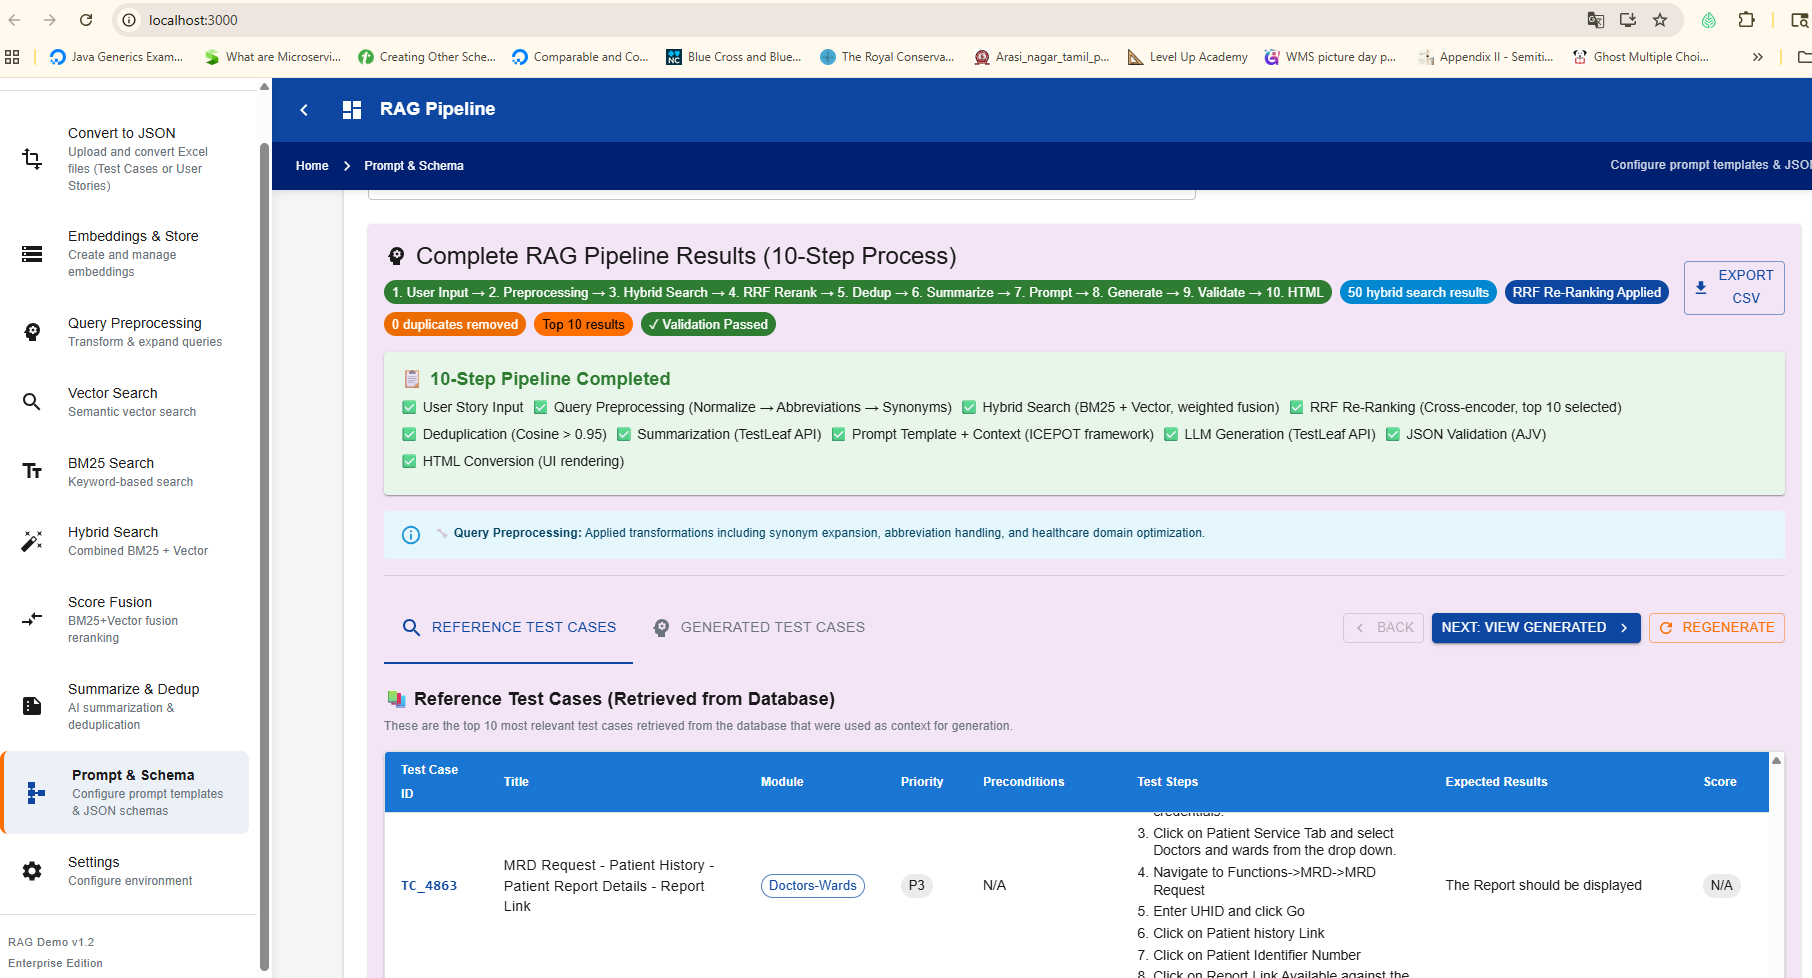 localhost:3000
Java Generics Exam...
What are Microservi...
Creating Other Sche...
Comparable and Co...
Blue Cross and Blue...
The Royal Conserva...
Arasi_nagar_tamil_p...
Level Up Academy
WMS picture day p...
Appendix II - Semiti...
Ghost Multiple Choi...
Convert to JSON
Upload and convert Excel
files (Test Cases or User
Stories)
Embeddings & Store
Create and manage
embeddings
Query Preprocessing
Transform & expand queries
Vector Search
Semantic vector search
BM25 Search
Keyword-based search
Hybrid Search
Combined BM25 + Vector
Score Fusion
BM25+Vector fusion
reranking
Summarize & Dedup
AI summarization &
deduplication
Prompt & Schema
Configure prompt templates
& JSON schemas
Settings
Configure environment
RAG Demo v1.2
Enterprise Edition
RAG Pipeline
Home > Prompt & Schema
Configure prompt templates & JSO
Complete RAG Pipeline Results (10-Step Process)
1. User Input → 2. Preprocessing → 3. Hybrid Search → 4. RRF Rerank → 5. Dedup → 6. Summarize → 7. Prompt → 8. Generate → 9. Validate → 10. HTML
50 hybrid search results
RRF Re-Ranking Applied
EXPORT
CSV
0 duplicates removed
Top 10 results
✓ Validation Passed
📋 10-Step Pipeline Completed
✅ User Story Input ✅ Query Preprocessing (Normalize → Abbreviations → Synonyms) ✅ Hybrid Search (BM25 + Vector, weighted fusion) ✅ RRF Re-Ranking (Cross-encoder, top 10 selected)
✅ Deduplication (Cosine > 0.95) ✅ Summarization (TestLeaf API) ✅ Prompt Template + Context (ICEPOT framework) ✅ LLM Generation (TestLeaf API) ✅ JSON Validation (AJV)
✅ HTML Conversion (UI rendering)
🔧 Query Preprocessing: Applied transformations including synonym expansion, abbreviation handling, and healthcare domain optimization.
REFERENCE TEST CASES
GENERATED TEST CASES
BACK
NEXT: VIEW GENERATED
REGENERATE
📚 Reference Test Cases (Retrieved from Database)
These are the top 10 most relevant test cases retrieved from the database that were used as context for generation.
Test Case
ID
Title
Module
Priority
Preconditions
Test Steps
Expected Results
Score
TC_4863
MRD Request - Patient History -
Patient Report Details - Report
Link
Doctors-Wards
P3
N/A
credentials.
3. Click on Patient Service Tab and select
Doctors and wards from the drop down.
4. Navigate to Functions->MRD->MRD
Request
5. Enter UHID and click Go
6. Click on Patient history Link
7. Click on Patient Identifier Number
8. Click on Report Link Available against the
The Report should be displayed
N/A